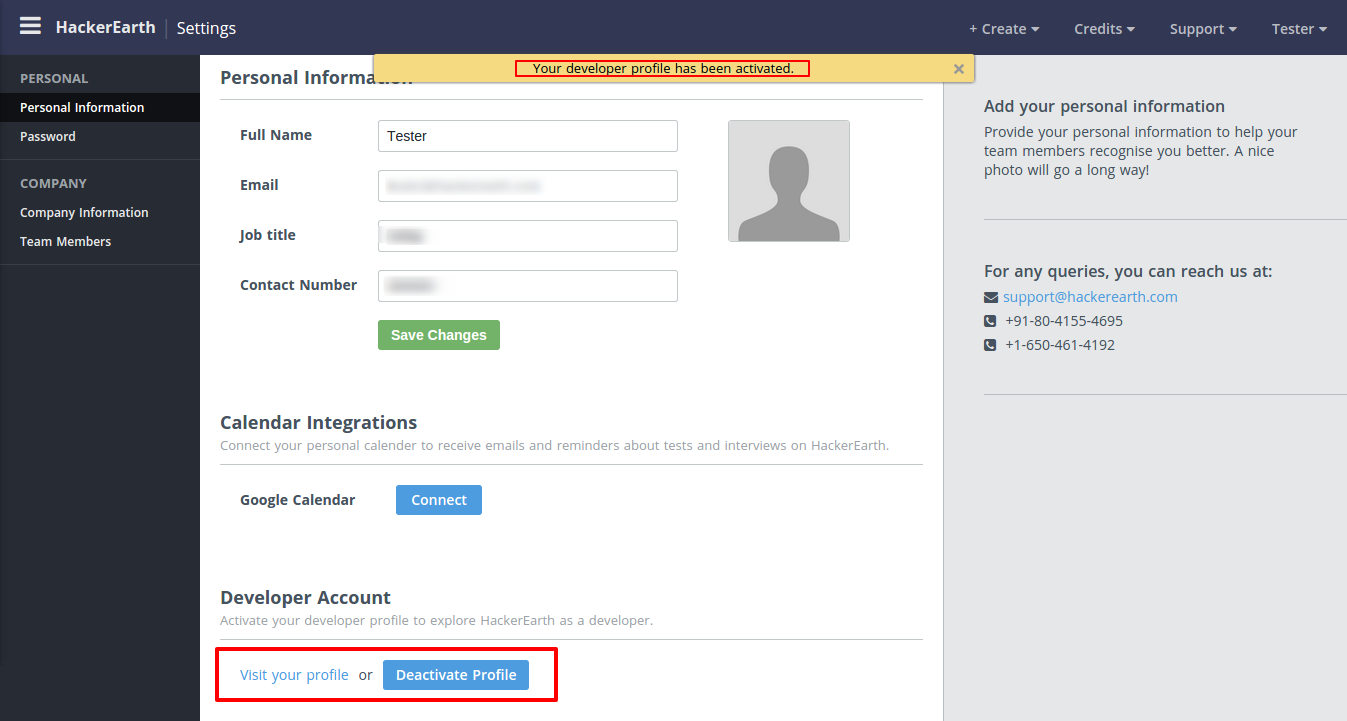 HackerEarth Settings
+ Create Credits Support Tester
Your developer profile has been activated. ×
PERSONAL
Personal Information
Password
COMPANY
Company Information
Team Members
Personal Information
Full Name Tester
Email
Job title
Contact Number
Save Changes
Calendar Integrations
Connect your personal calender to receive emails and reminders about tests and interviews on HackerEarth.
Google Calendar Connect
Developer Account
Activate your developer profile to explore HackerEarth as a developer.
Visit your profile or Deactivate Profile
Add your personal information
Provide your personal information to help your
team members recognise you better. A nice
photo will go a long way!
For any queries, you can reach us at:
support@hackerearth.com
+91-80-4155-4695
+1-650-461-4192